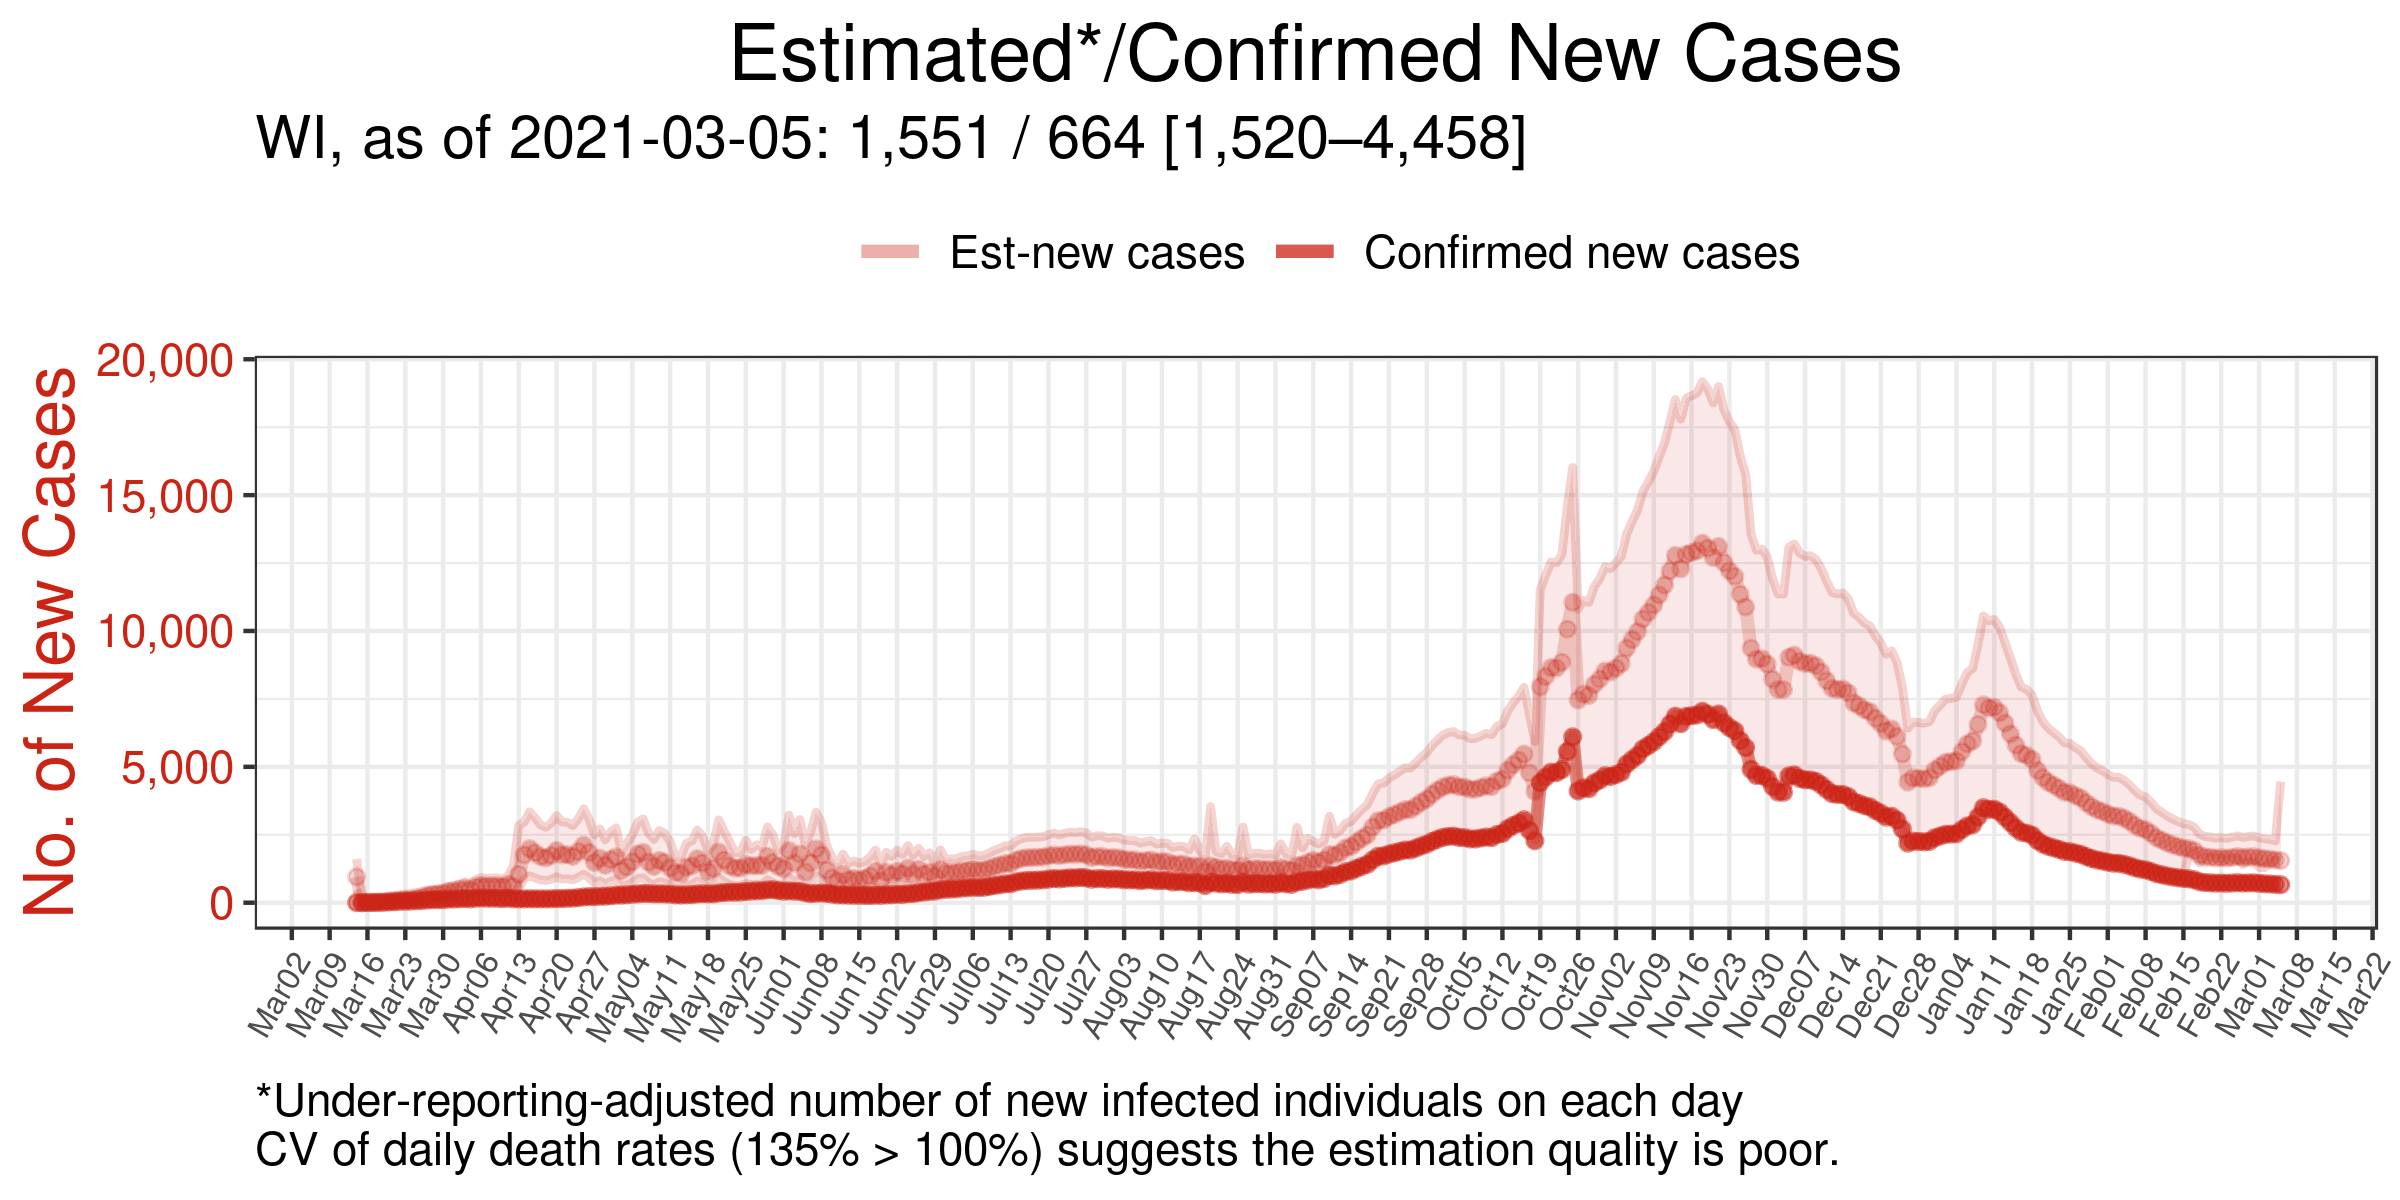 Estimated*/Confirmed New Cases
WI, as of 2021-03-05: 1,551 / 664 [1,520–4,458]
Est-new cases
Confirmed new cases
No. of New Cases
20,000
15,000
10,000
5,000
0
Mar02
Mar09
Mar16
Mar23
Mar30
Apr06
Apr13
Apr20
Apr27
May04
May11
May18
May25
Jun01
Jun08
Jun15
Jun22
Jun29
Jul06
Jul13
Jul20
Jul27
Aug03
Aug10
Aug17
Aug24
Aug31
Sep07
Sep14
Sep21
Sep28
Oct05
Oct12
Oct19
Oct26
Nov02
Nov09
Nov16
Nov23
Nov30
Dec07
Dec14
Dec21
Dec28
Jan04
Jan11
Jan18
Jan25
Feb01
Feb08
Feb15
Feb22
Mar01
Mar08
Mar15
Mar22
*Under-reporting-adjusted number of new infected individuals on each day
CV of daily death rates (135% > 100%) suggests the estimation quality is poor.